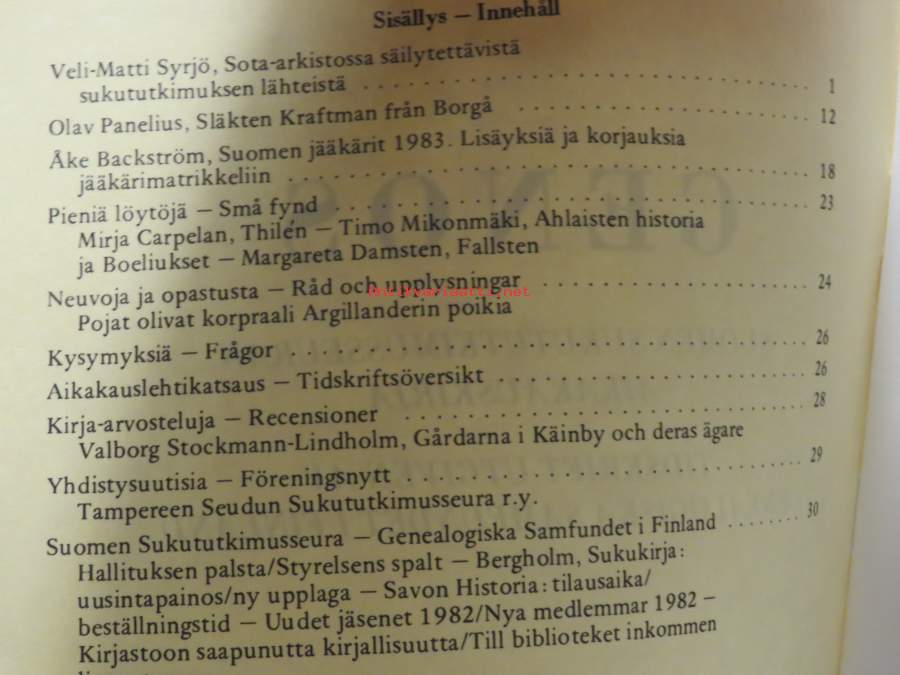 Sisällys — Innehåll
Veli-Matti Syrjö, Sota-arkistossa säilytettävistä
sukututkimuksen lähteistä . . . . . . . . . . . . . . . . . . . . . . . . . . . . . . 1
Olav Panelius, Släkten Kraftman från Borgå . . . . . . . . . . . . . . . . . . . . 12
Åke Backström, Suomen jääkärit 1983. Lisäyksiä ja korjauksia
jääkärimatrikkeliin . . . . . . . . . . . . . . . . . . . . . . . . . . . . . . . . . . . 18
Pieniä löytöjä — Små fynd . . . . . . . . . . . . . . . . . . . . . . . . . . . . . . . 23
Mirja Carpelan, Thilén — Timo Mikonmäki, Ahlaisten historia
ja Boeliukset — Margareta Damsten, Fallsten
Neuvoja ja opastusta — Råd och upplysningar . . . . . . . . . . . . . . . . . . 24
antikvariaatti.net
Pojat olivat korpraali Argillanderin poikia
Kysymyksiä — Frågor . . . . . . . . . . . . . . . . . . . . . . . . . . . . . . . . . . 26
Aikakauslehtikatsaus — Tidskriftsöversikt . . . . . . . . . . . . . . . . . . . . . 26
Kirja-arvosteluja — Recensioner . . . . . . . . . . . . . . . . . . . . . . . . . . . 28
Valborg Stockmann-Lindholm, Gårdarna i Käinby och deras ägare
Yhdistysuutisia — Föreningsnytt . . . . . . . . . . . . . . . . . . . . . . . . . . . 29
Tampereen Seudun Sukututkimusseura r.y.
Suomen Sukututkimusseura — Genealogiska Samfundet i Finland . . . . . . . 30
Hallituksen palsta/Styrelsens spalt — Bergholm, Sukukirja:
uusintapainos/ny upplaga — Savon Historia: tilausaika/
beställningstid — Uudet jäsenet 1982/Nya medlemmar 1982 —
Kirjastoon saapunutta kirjallisuutta/Till biblioteket inkommen